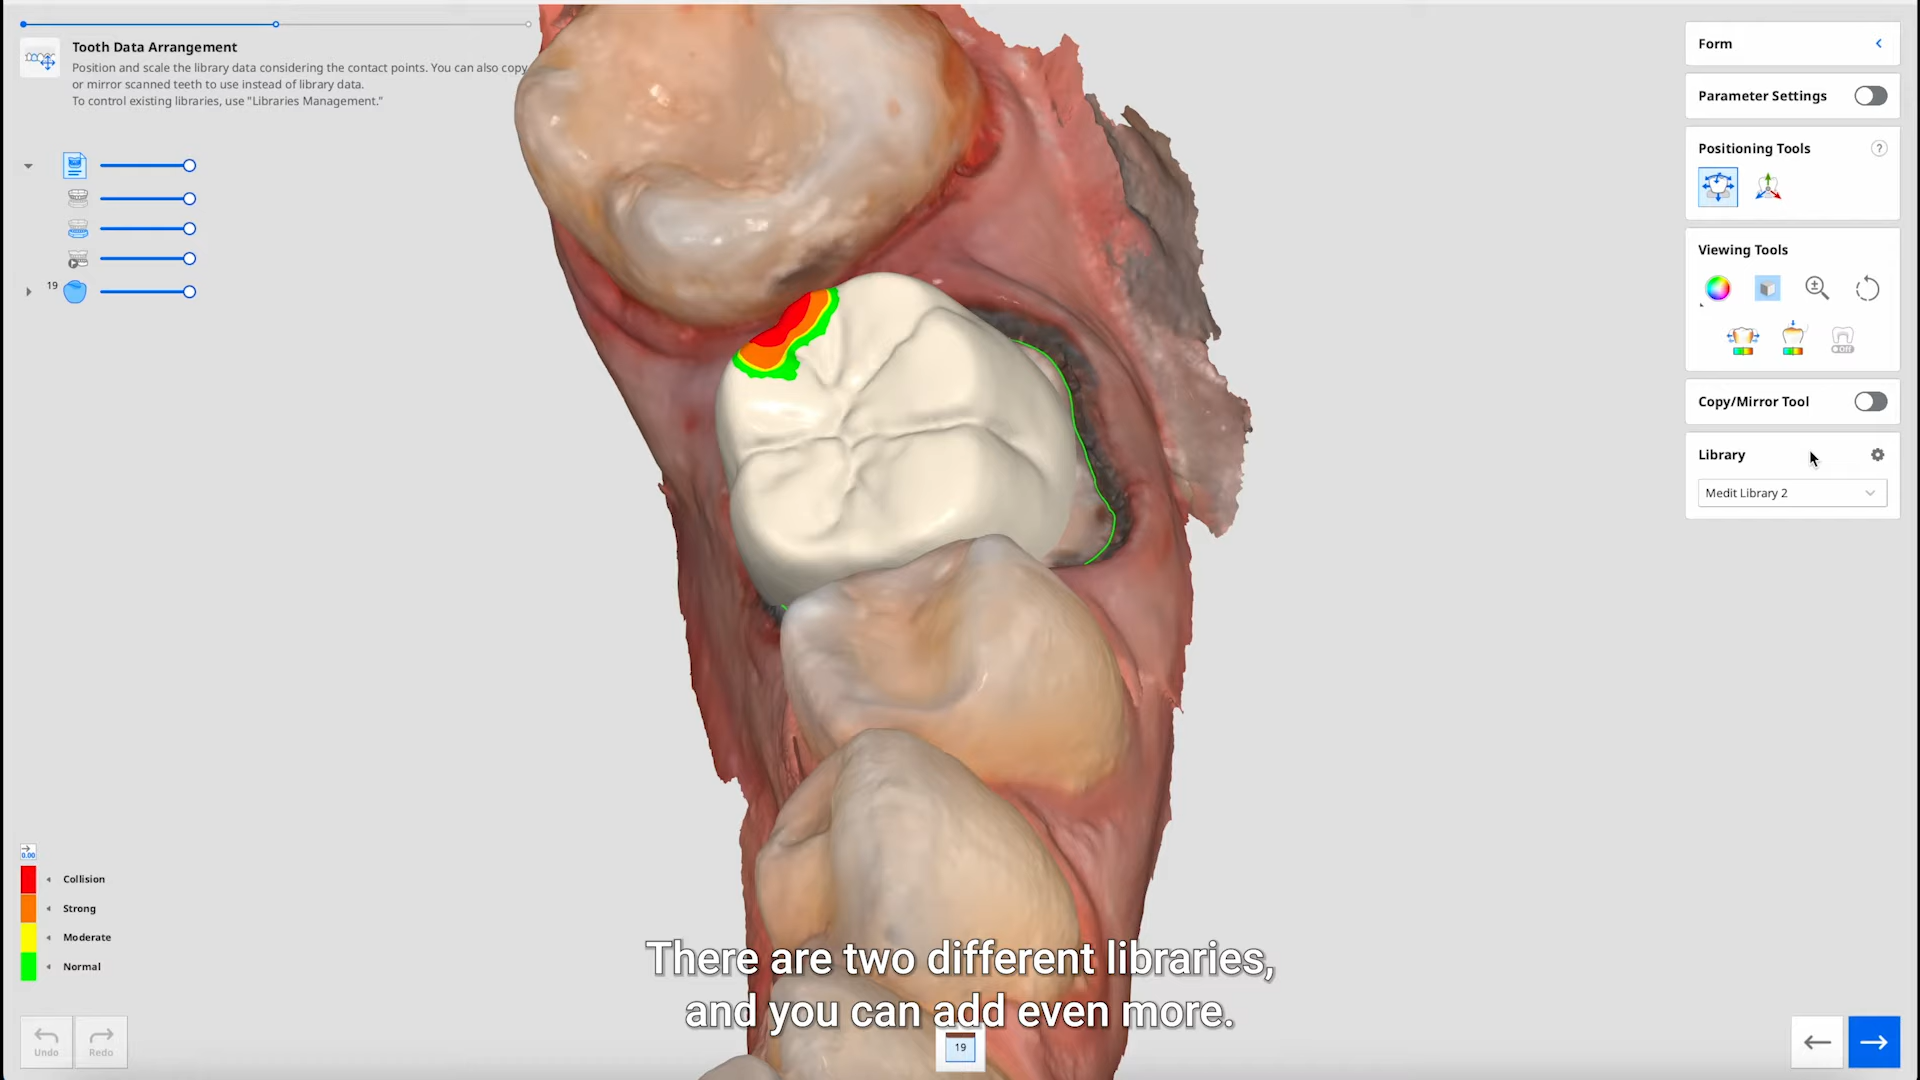 Tooth Data Arrangement
Position and scale the library data considering the contact points. You can also copy
or mirror scanned teeth to use instead of library data.
To control existing libraries, use "Libraries Management."
19
Form
Parameter Settings
Positioning Tools
?
Viewing Tools
Off
Copy/Mirror Tool
Library
Medit Library 2
0.00
Collision
Strong
Moderate
Normal
There are two different libraries,
and you can add even more.
Undo
Redo
19